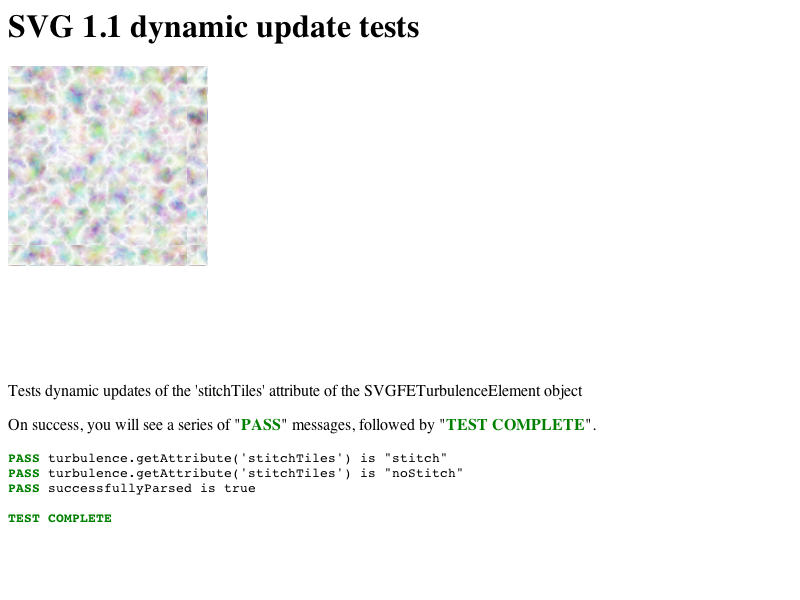 SVG 1.1 dynamic update tests
Tests dynamic updates of the 'stitchTiles' attribute of the SVGFETurbulenceElement object
On success, you will see a series of "PASS" messages, followed by "TEST COMPLETE".
PASS turbulence.getAttribute('stitchTiles') is "stitch"
PASS turbulence.getAttribute('stitchTiles') is "noStitch"
PASS successfullyParsed is true
TEST COMPLETE